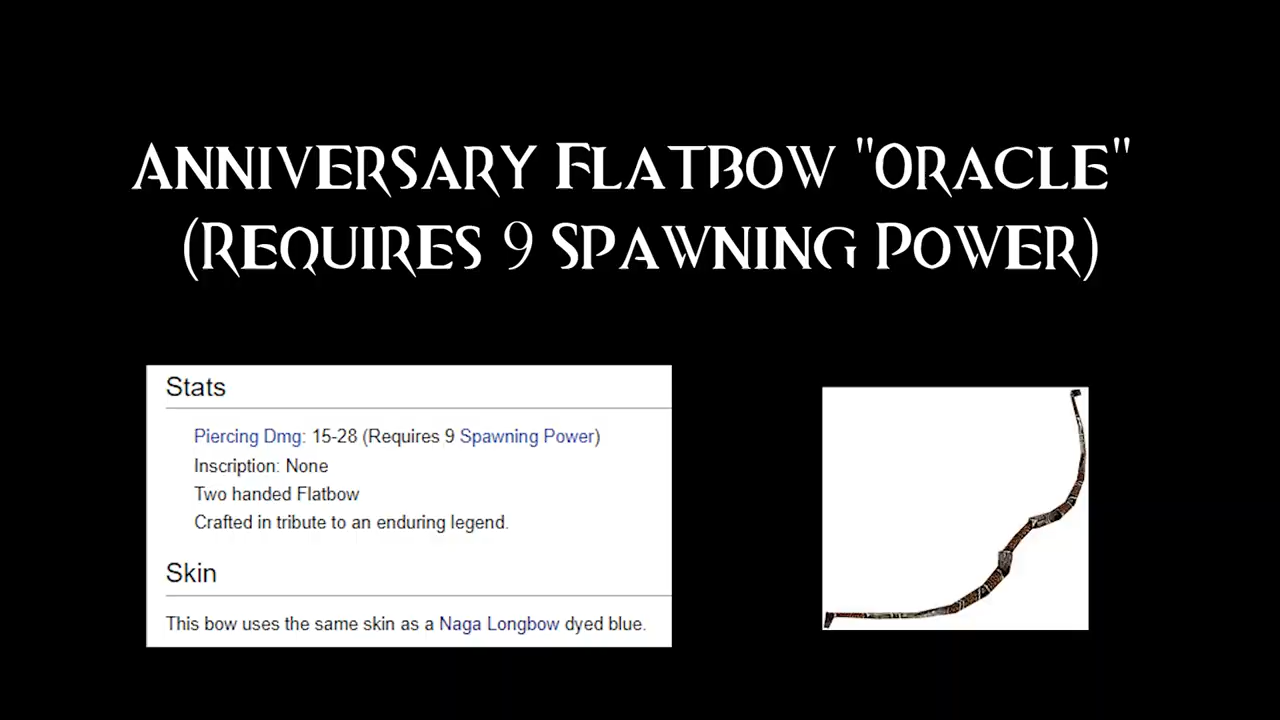 Anniversary Flatbow "Oracle"
(Requires 9 Spawning Power)
Stats
Piercing Dmg: 15-28 (Requires 9 Spawning Power)
Inscription: None
Two handed Flatbow
Crafted in tribute to an enduring legend.
Skin
This bow uses the same skin as a Naga Longbow dyed blue.